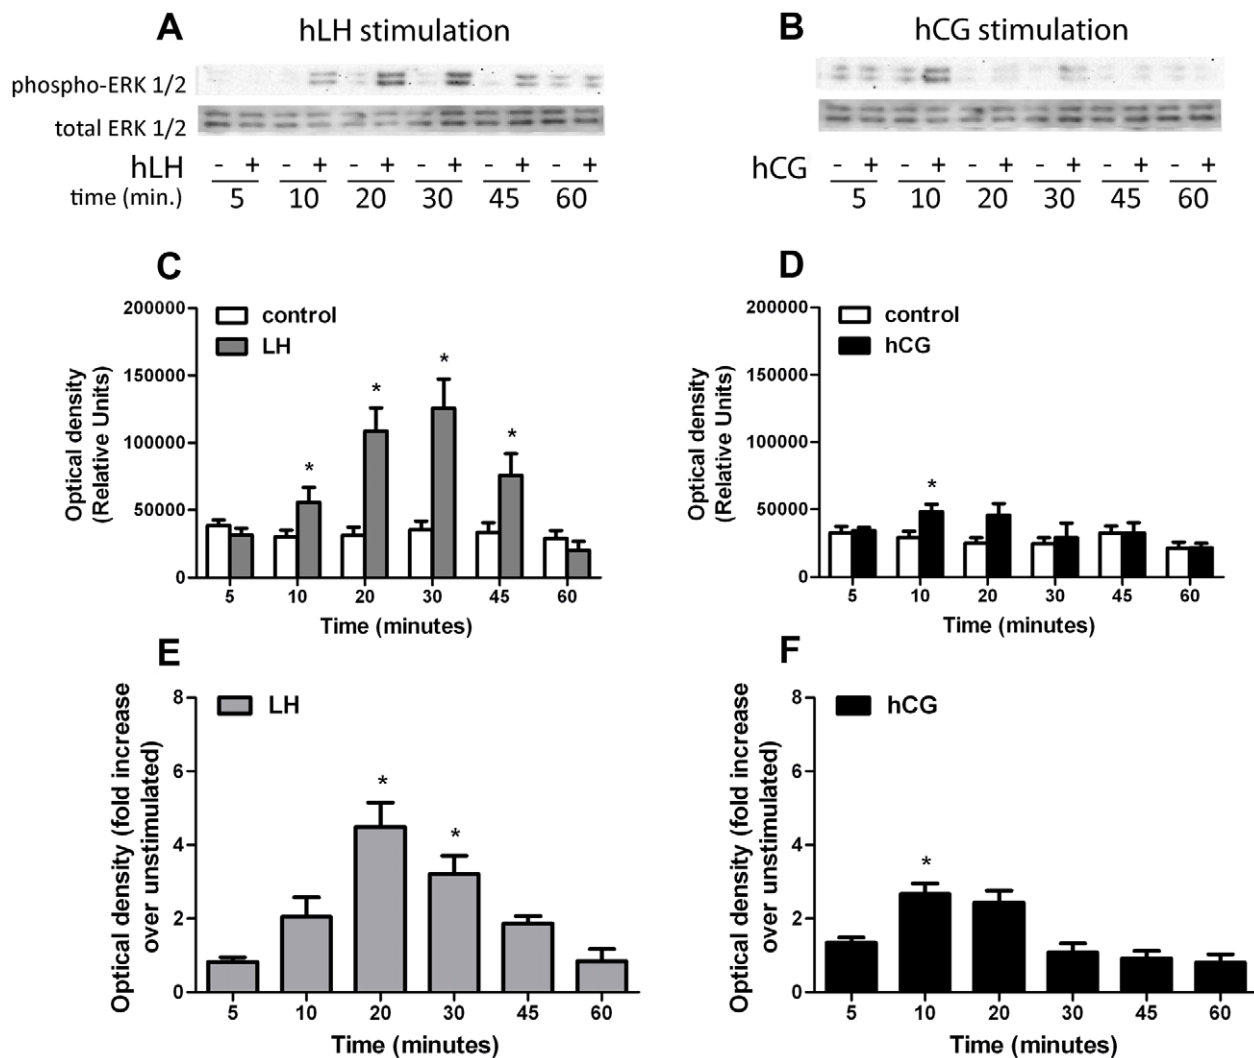 A hLH stimulation
phospho-ERK 1/2
total ERK 1/2
hLH - + - + - + - + - + - +
time (min.) 5 10 20 30 45 60
B hCG stimulation
hCG - + - + - + - + - + - +
5 10 20 30 45 60
C
Optical density
(Relative Units)
200000
150000
100000
50000
0
control
LH
* * * *
5 10 20 30 45 60
Time (minutes)
D
Optical density
(Relative Units)
200000
150000
100000
50000
0
control
hCG
*
5 10 20 30 45 60
Time (minutes)
E
Optical density (fold increase
over unstimulated)
8
6
4
2
0
LH
* *
5 10 20 30 45 60
Time (minutes)
F
Optical density (fold increase
over unstimulated)
8
6
4
2
0
hCG
*
5 10 20 30 45 60
Time (minutes)